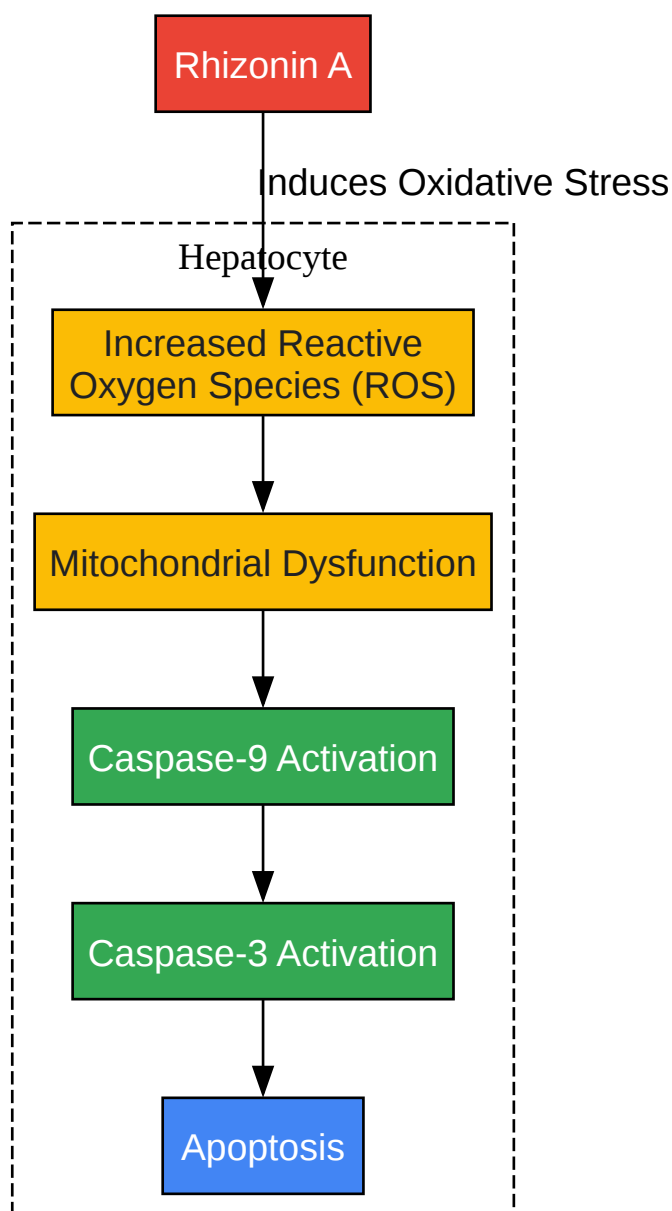 Rhizonin A
Induces Oxidative Stress
Hepatocyte
Increased Reactive
Oxygen Species (ROS)
Mitochondrial Dysfunction
Caspase-9 Activation
Caspase-3 Activation
Apoptosis